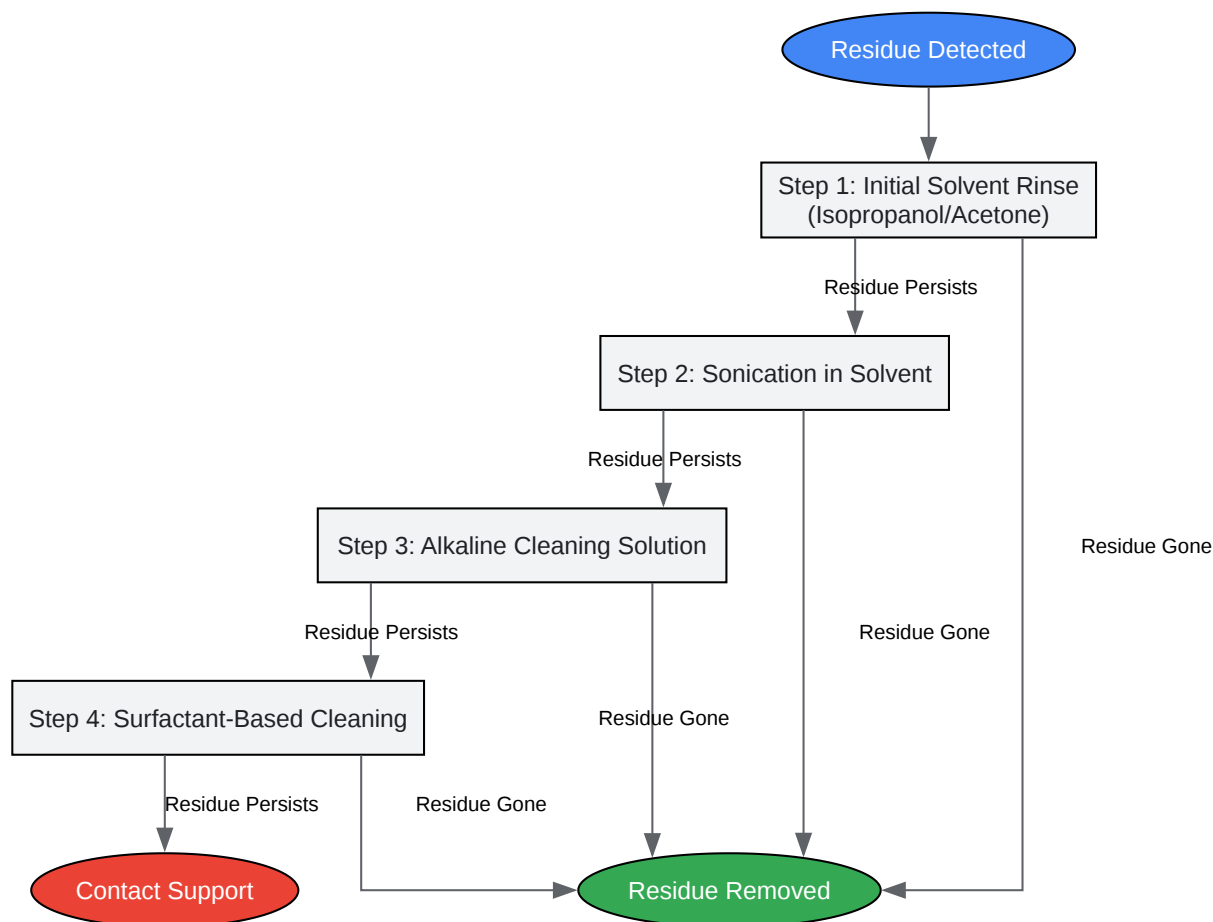 Residue Detected
Step 1: Initial Solvent Rinse
(Isopropanol/Acetone)
Residue Persists
Step 2: Sonication in Solvent
Residue Persists
Step 3: Alkaline Cleaning Solution
Residue Gone
Residue Persists
Residue Gone
Step 4: Surfactant-Based Cleaning
Residue Gone
Residue Persists
Residue Gone
Contact Support
Residue Removed